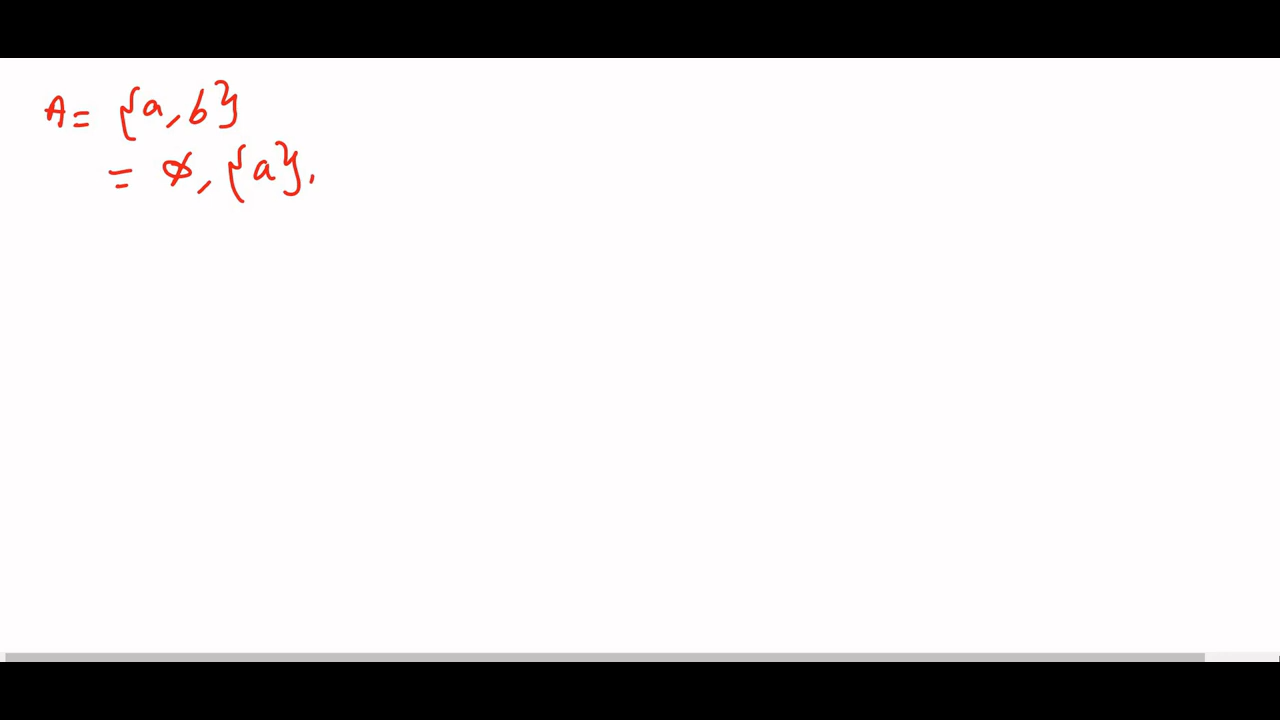 A = {a, b}
= ∅, {a},